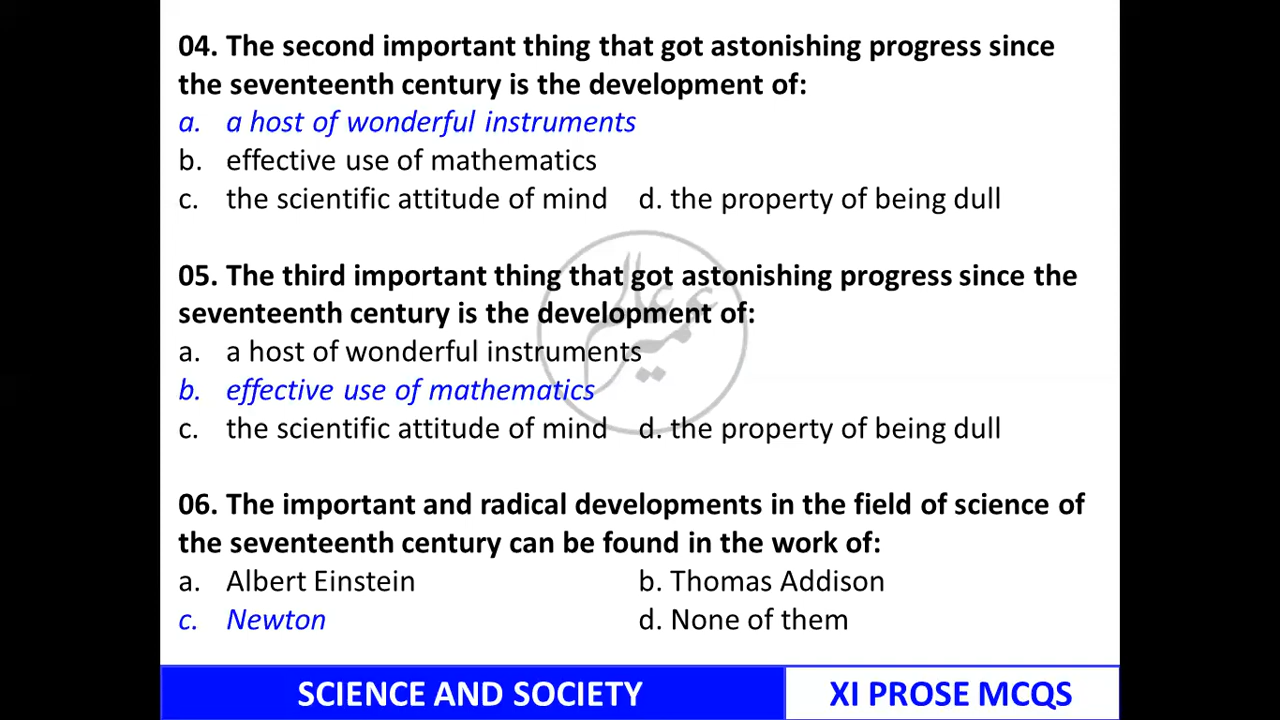 04. The second important thing that got astonishing progress since
the seventeenth century is the development of:
a. a host of wonderful instruments
b. effective use of mathematics
c. the scientific attitude of mind d. the property of being dull
05. The third important thing that got astonishing progress since the
seventeenth century is the development of:
a. a host of wonderful instruments
b. effective use of mathematics
c. the scientific attitude of mind d. the property of being dull
عمیر عالم
06. The important and radical developments in the field of science of
the seventeenth century can be found in the work of:
a. Albert Einstein b. Thomas Addison
c. Newton d. None of them
SCIENCE AND SOCIETY XI PROSE MCQS